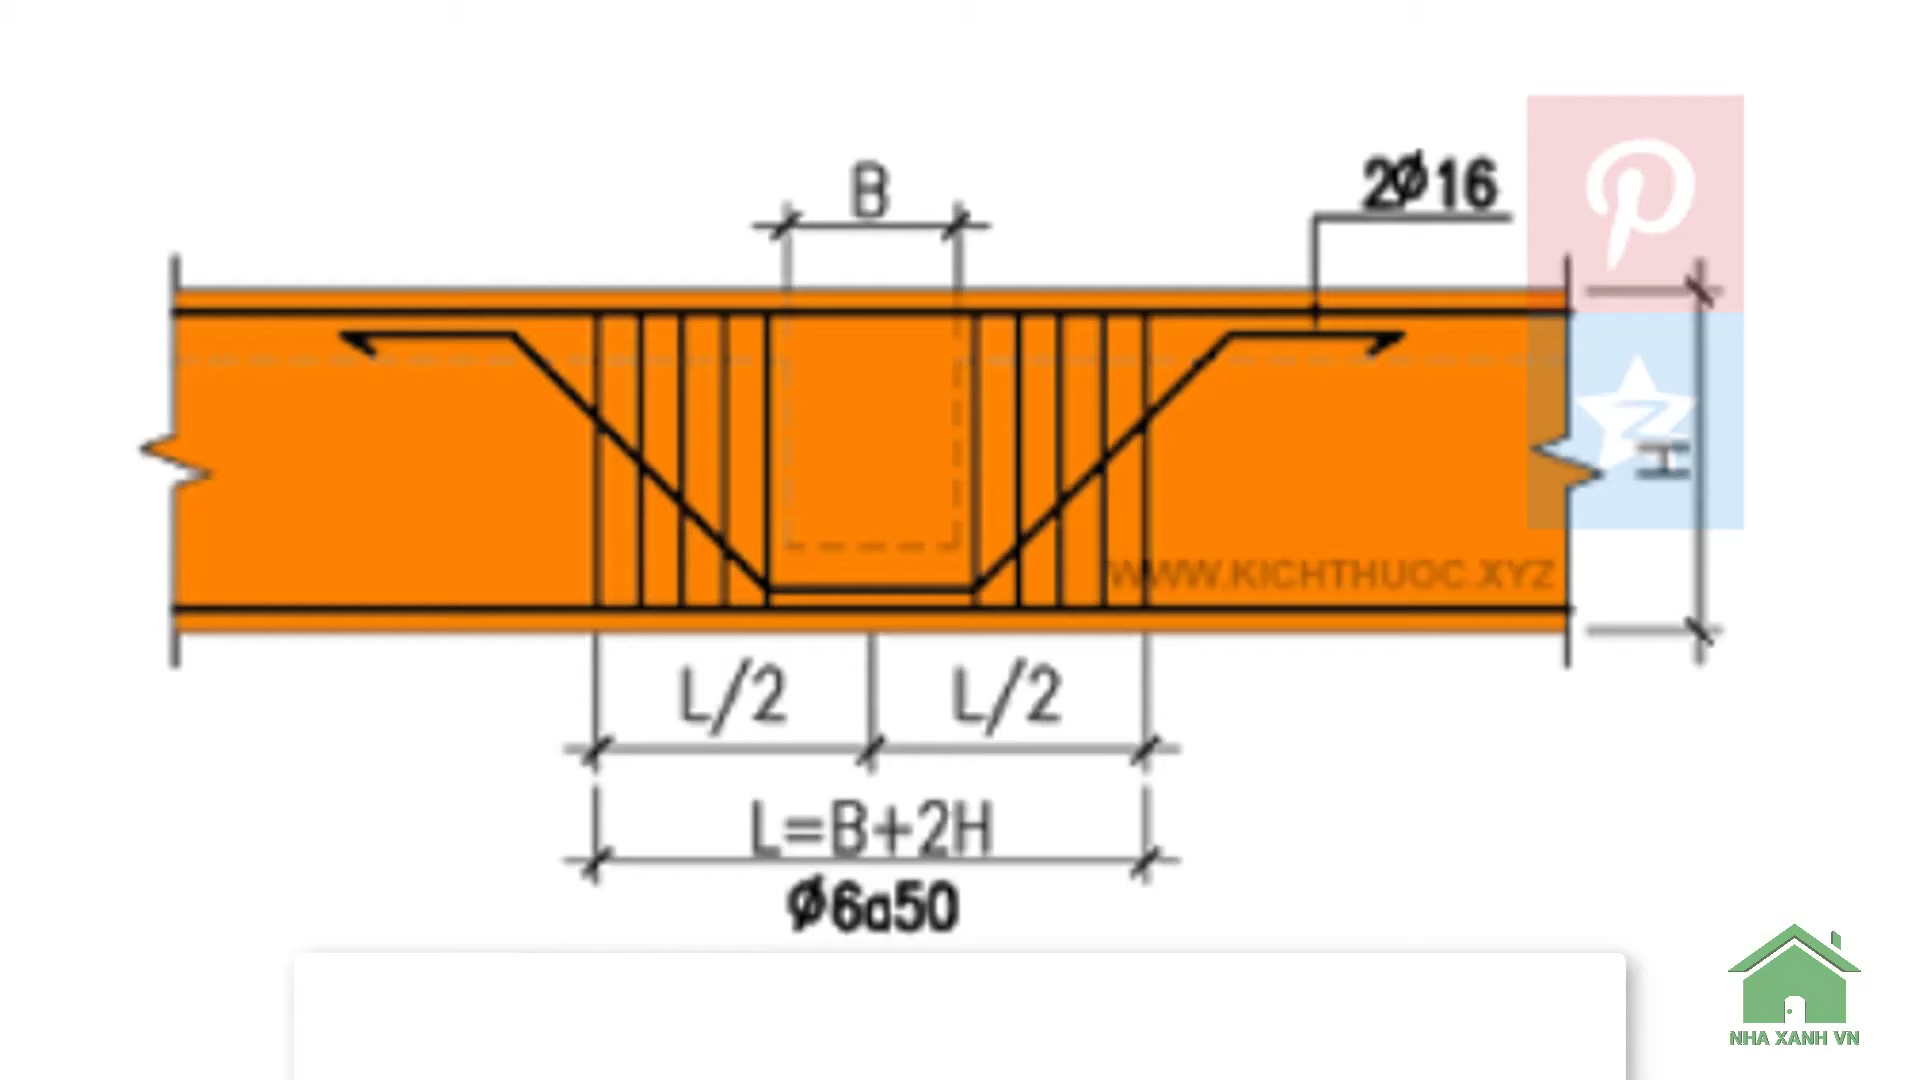 B
2Ø16
H
WWW.KICHTHUOC.XYZ
L/2
L/2
L=B+2H
Ø6a50
NHA XANH VN